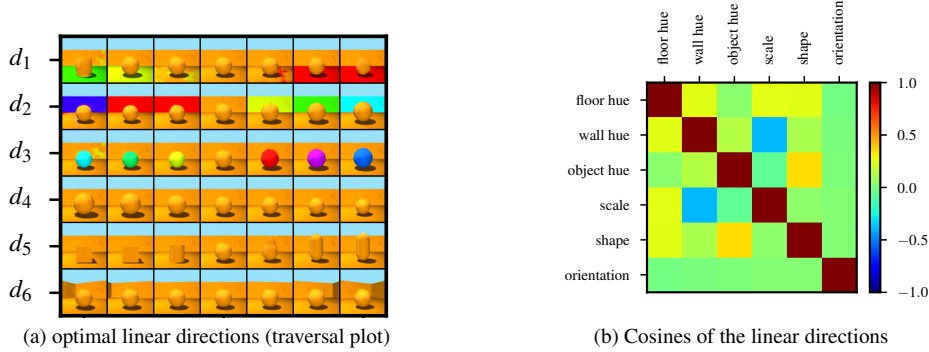 d1
d2
d3
d4
d5
d6
(a) optimal linear directions (traversal plot)
floor hue
wall hue
object hue
scale
shape
orientation
floor hue
wall hue
object hue
scale
shape
orientation
1.0
0.5
0.0
−0.5
−1.0
(b) Cosines of the linear directions